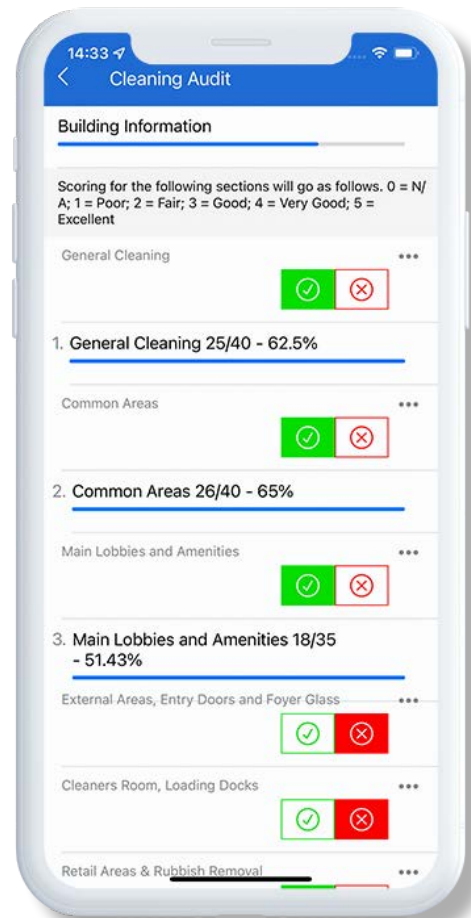 14:33
Cleaning Audit
Building Information
Scoring for the following sections will go as follows. 0 = N/
A; 1 = Poor; 2 = Fair; 3 = Good; 4 = Very Good; 5 =
Excellent
General Cleaning
1. General Cleaning 25/40 - 62.5%
Common Areas
2. Common Areas 26/40 - 65%
Main Lobbies and Amenities
3. Main Lobbies and Amenities 18/35
- 51.43%
External Areas, Entry Doors and Foyer Glass
Cleaners Room, Loading Docks
Retail Areas & Rubbish Removal